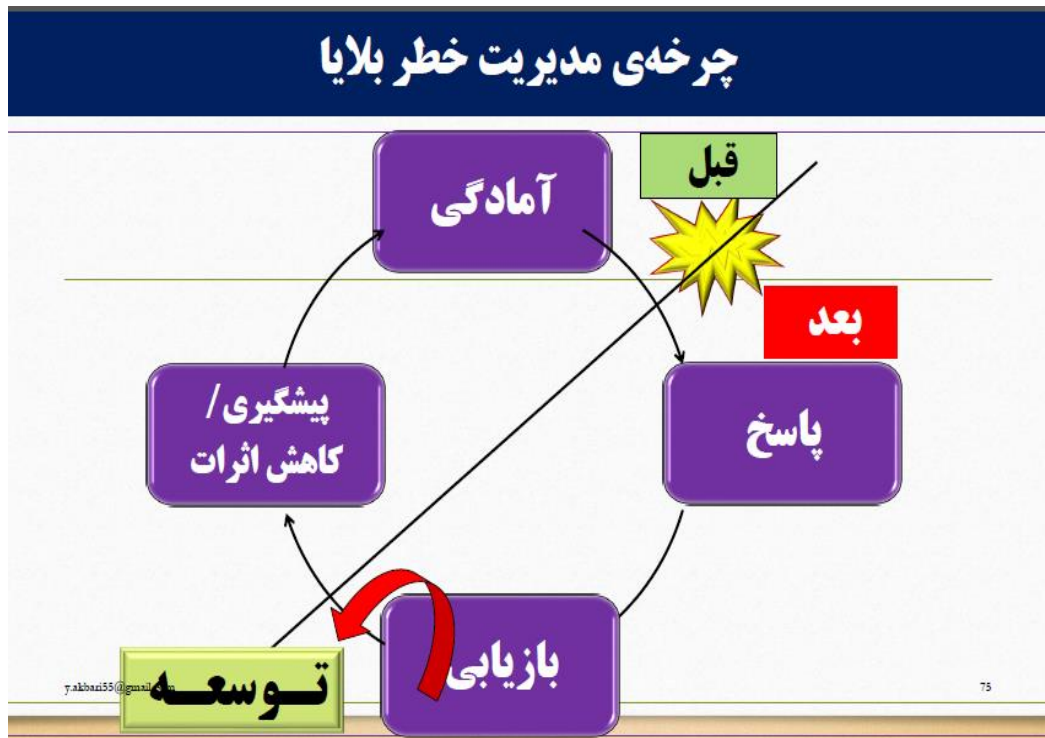 چرخه‌ی مدیریت خطر بلایا
قبل
آمادگی
بعد
پاسخ
پیشگیری/
کاهش اثرات
بازیابی
توسعه
75